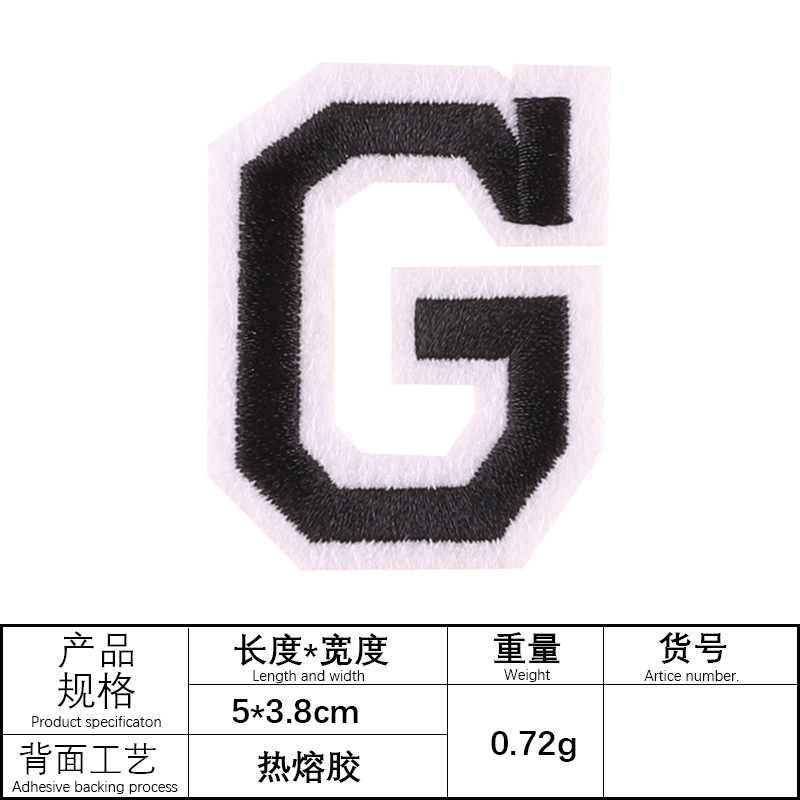 G
产品
规格
Product specificaton
长度*宽度
Length and width
重量
Weight
货号
Artice number.
5*3.8cm
0.72g
背面工艺
Adhesive backing process
热熔胶